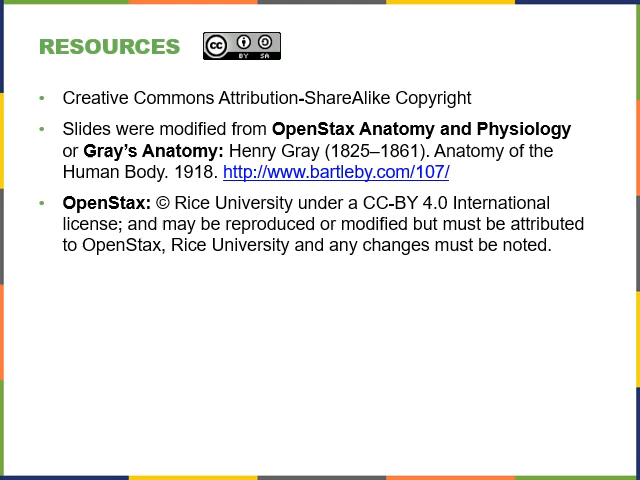 RESOURCES
cc BY SA
• Creative Commons Attribution-ShareAlike Copyright
• Slides were modified from OpenStax Anatomy and Physiology
or Gray’s Anatomy: Henry Gray (1825–1861). Anatomy of the
Human Body. 1918. http://www.bartleby.com/107/
• OpenStax: © Rice University under a CC-BY 4.0 International
license; and may be reproduced or modified but must be attributed
to OpenStax, Rice University and any changes must be noted.